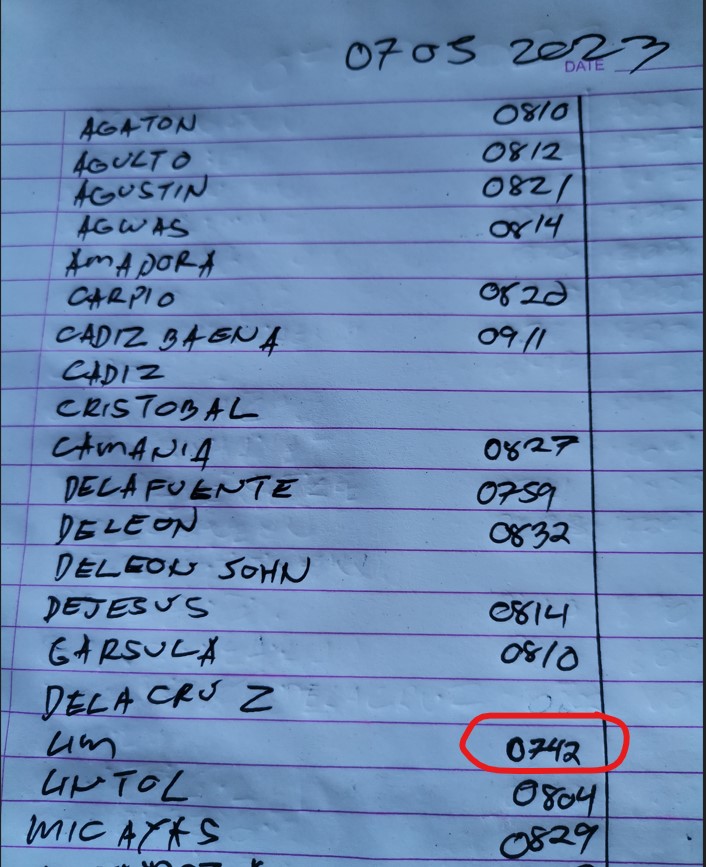 07 05 2023
DATE
AGATON 0810
AGULTO 0812
AGUSTIN 0821
AGWAS 0814
AMADORA
CARPIO 0820
CADIZ BAENA 0911
CADIZ
CRISTOBAL
CAMANIA 0827
DELAFUENTE 0759
DELEON 0832
DELEON JOHN
DEJESUS 0814
GARSULA 0810
DELA CRUZ
LIM 0742
LINTOL 0804
MICAYAS 0829